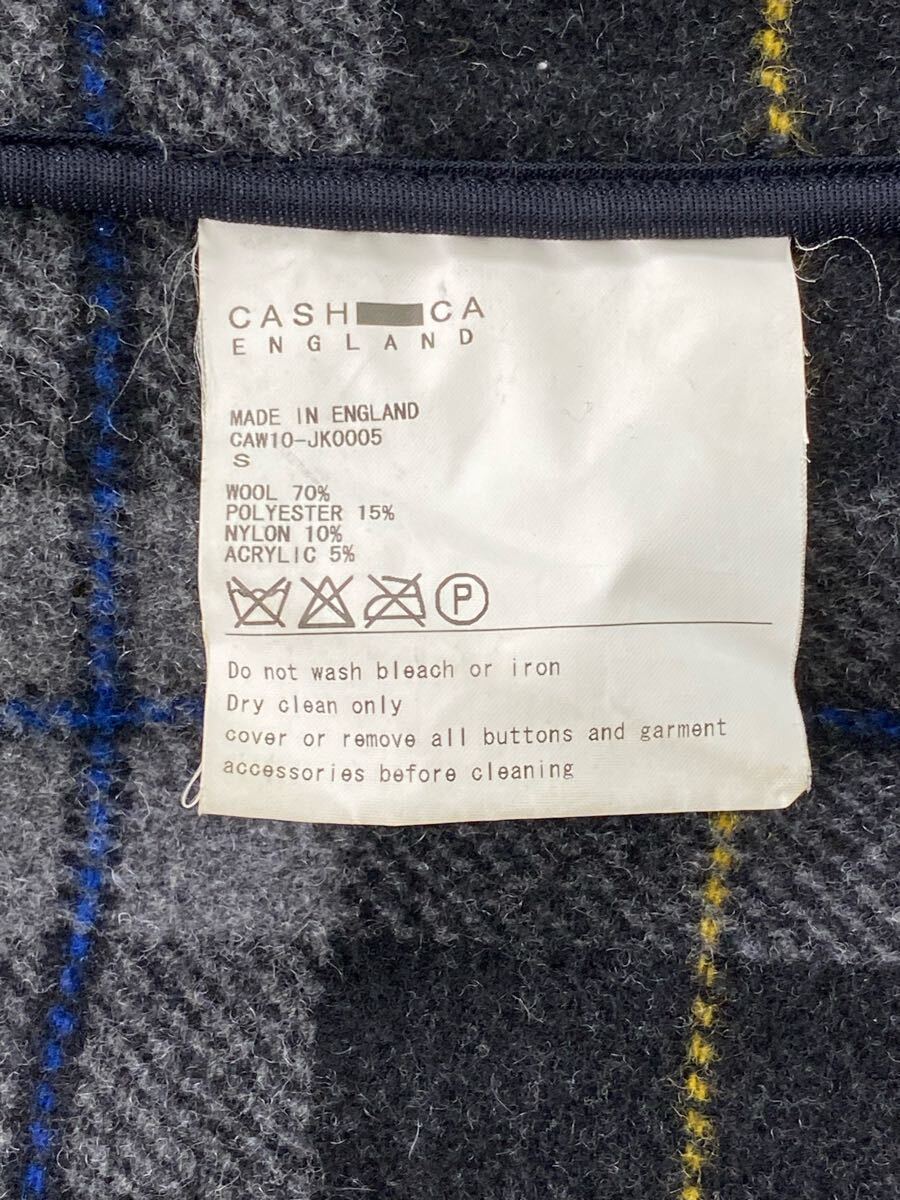 CASH CA
ENGLAND
MADE IN ENGLAND
CAW10-JK0005
S
WOOL 70%
POLYESTER 15%
NYLON 10%
ACRYLIC 5%
P
Do not wash bleach or iron
Dry clean only
cover or remove all buttons and garment
accessories before cleaning